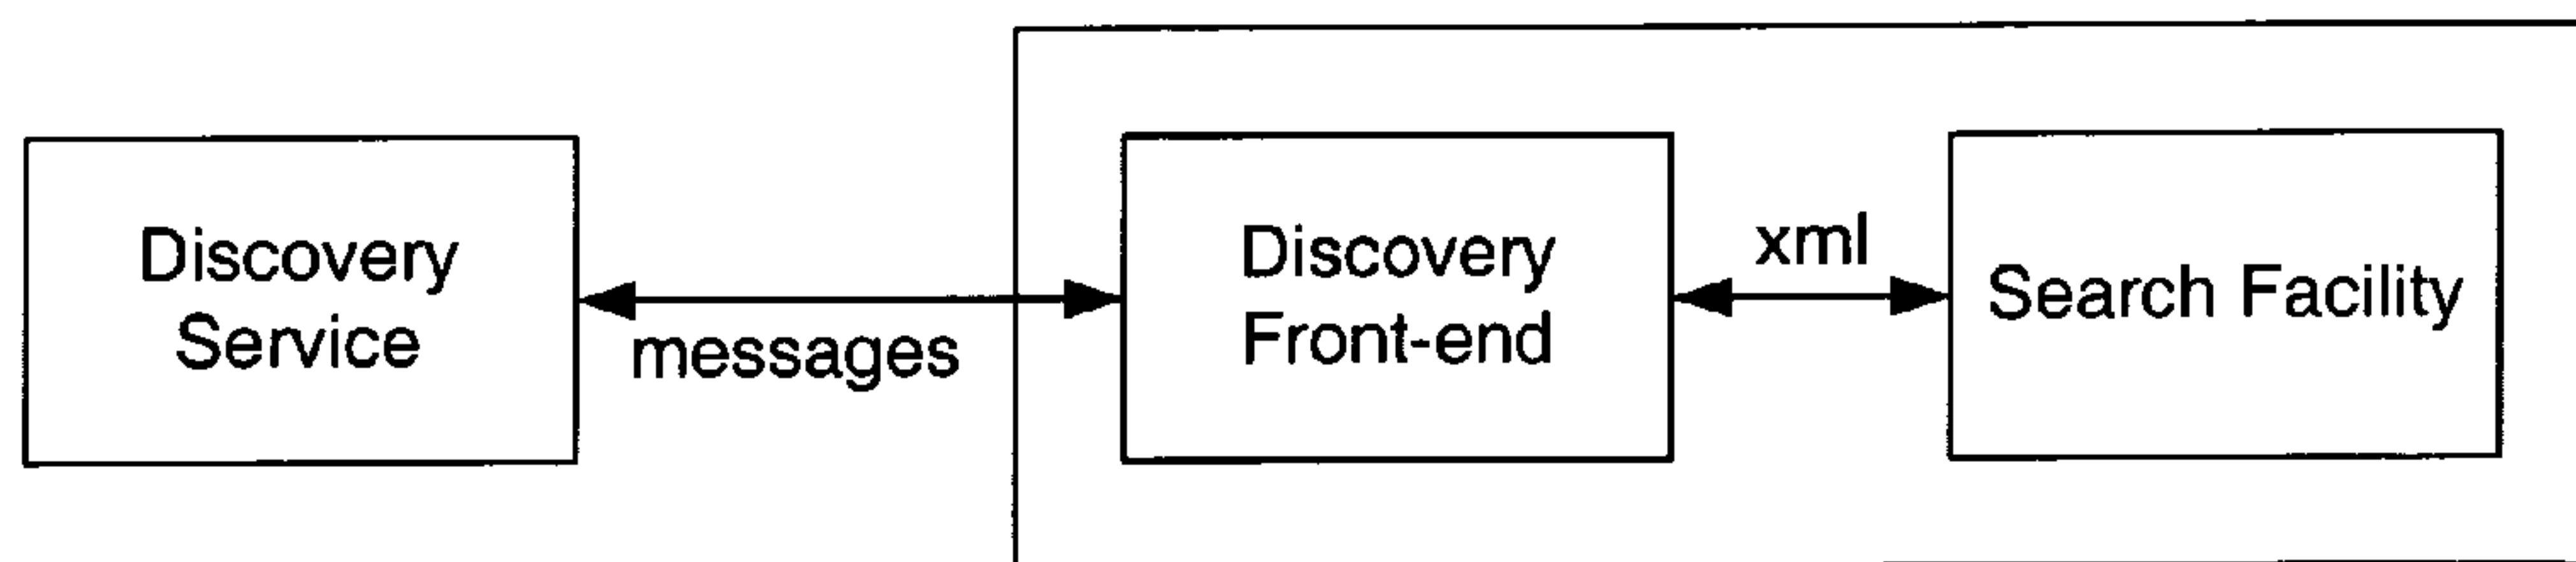 Discovery
Service
messages
Discovery
Front-end
xml
Search Facility